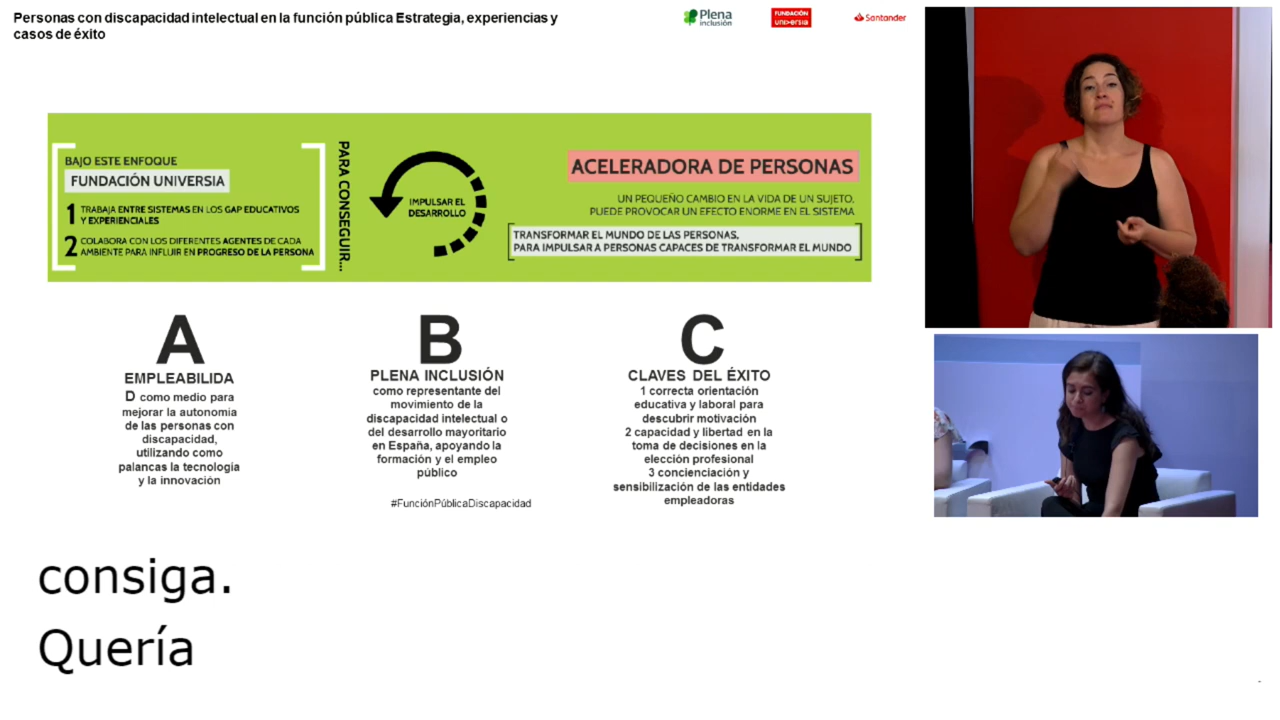 Personas con discapacidad intelectual en la función pública Estrategia, experiencias y
casos de éxito
Plena
inclusión
FUNDACIÓN
UNIVERSIA
Santander
BAJO ESTE ENFOQUE
FUNDACIÓN UNIVERSIA
1 TRABAJA ENTRE SISTEMAS EN LOS GAP EDUCATIVOS
Y EXPERIENCIALES
2 COLABORA CON LOS DIFERENTES AGENTES DE CADA
AMBIENTE PARA INFLUIR EN PROGRESO DE LA PERSONA
PARA CONSEGUIR...
IMPULSAR EL
DESARROLLO
ACELERADORA DE PERSONAS
UN PEQUEÑO CAMBIO EN LA VIDA DE UN SUJETO,
PUEDE PROVOCAR UN EFECTO ENORME EN EL SISTEMA
TRANSFORMAR EL MUNDO DE LAS PERSONAS,
PARA IMPULSAR A PERSONAS CAPACES DE TRANSFORMAR EL MUNDO
A
EMPLEABILIDA
D como medio para
mejorar la autonomia
de las personas con
discapacidad,
utilizando como
palancas la tecnología
y la innovación
B
PLENA INCLUSIÓN
como representante del
movimiento de la
discapacidad intelectual o
del desarrollo mayoritario
en España, apoyando la
formación y el empleo
público
#FunciónPúblicaDiscapacidad
C
CLAVES DEL ÉXITO
1 correcta orientación
educativa y laboral para
descubrir motivación
2 capacidad y libertad en la
toma de decisiones en la
elección profesional
3 concienciación y
sensibilización de las entidades
empleadoras
consiga.
Quería